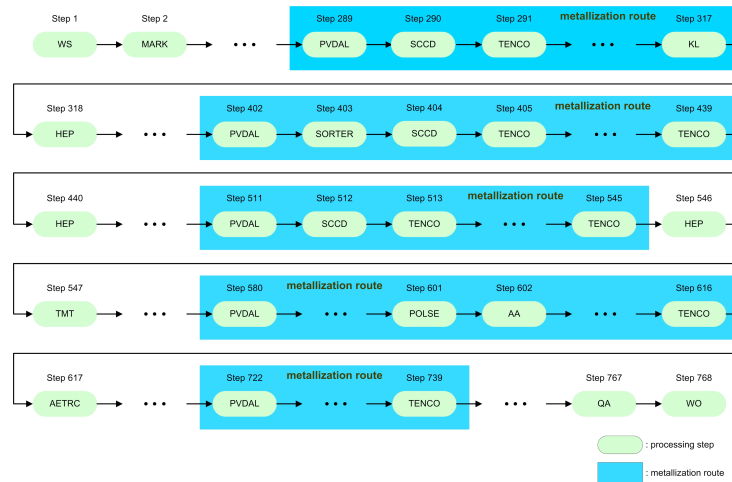 Step 1 Step 2 Step 289 Step 290 Step 291 metallization route Step 317
WS MARK • • • PVDAL SCCD TENCO • • • KL
Step 318 Step 402 Step 403 Step 404 Step 405 metallization route Step 439
HEP • • • PVDAL SORTER SCCD TENCO • • • TENCO
Step 440 Step 511 Step 512 Step 513 metallization route Step 545 Step 546
HEP • • • PVDAL SCCD TENCO • • • TENCO HEP
Step 547 Step 580 metallization route Step 601 Step 602 Step 616
TMT • • • PVDAL • • • POLSE AA • • • TENCO
Step 617 Step 722 metallization route Step 739 Step 767 Step 768
AETRC • • • PVDAL • • • TENCO • • • QA WO
: processing step
: metallization route